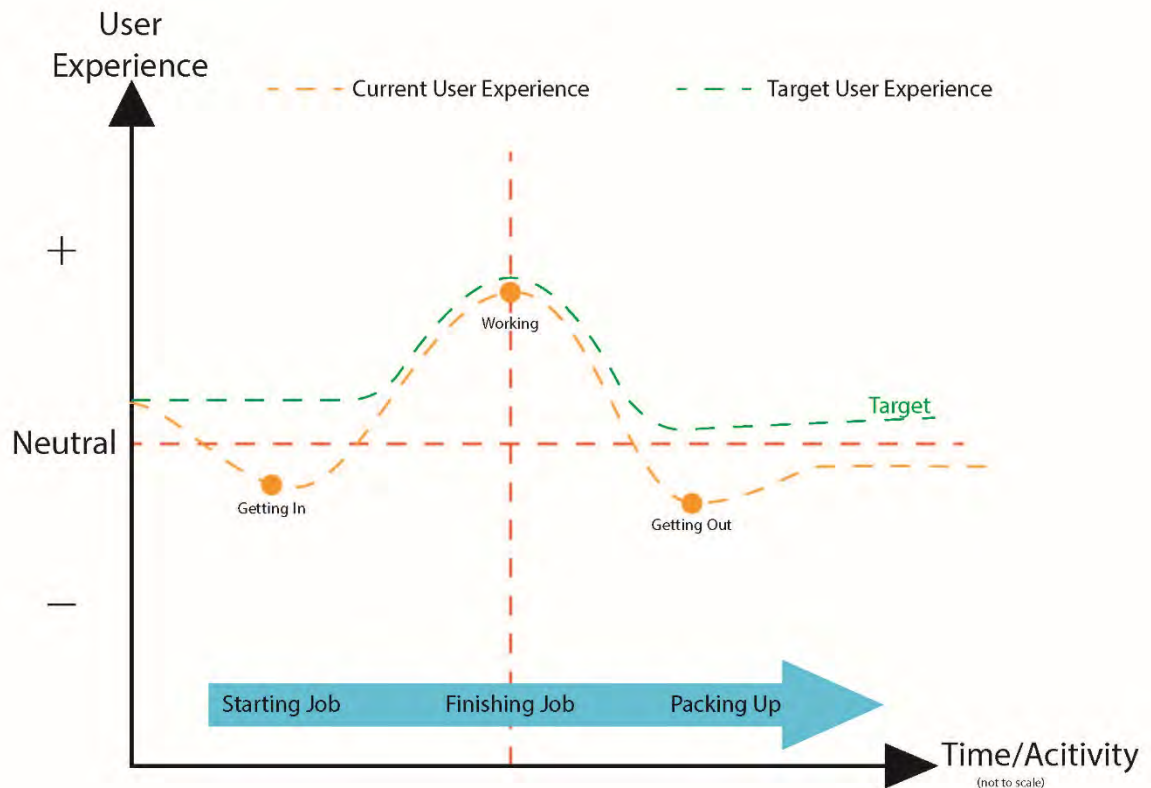 User
Experience
Current User Experience
Target User Experience
+
Working
Target
Neutral
Getting In
Getting Out
−
Starting Job
Finishing Job
Packing Up
Time/Acitivity
(not to scale)